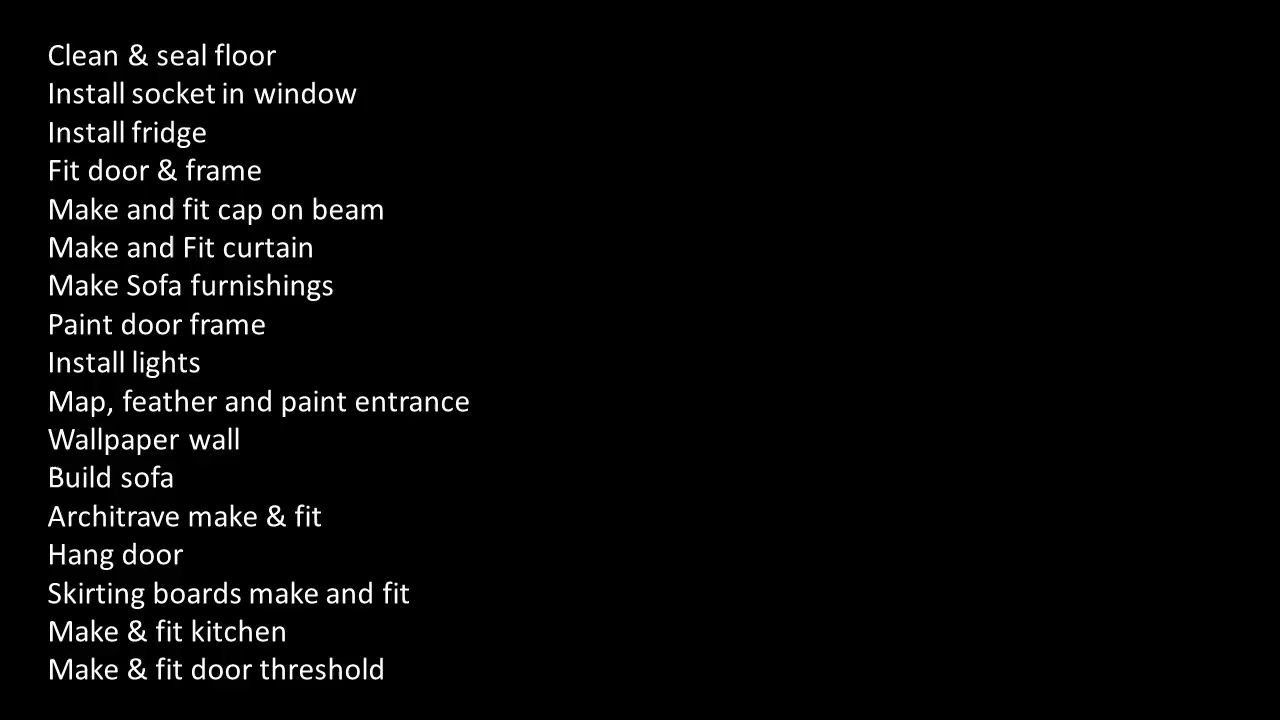 Clean & seal floor
Install socket in window
Install fridge
Fit door & frame
Make and fit cap on beam
Make and Fit curtain
Make Sofa furnishings
Paint door frame
Install lights
Map, feather and paint entrance
Wallpaper wall
Build sofa
Architrave make & fit
Hang door
Skirting boards make and fit
Make & fit kitchen
Make & fit door threshold